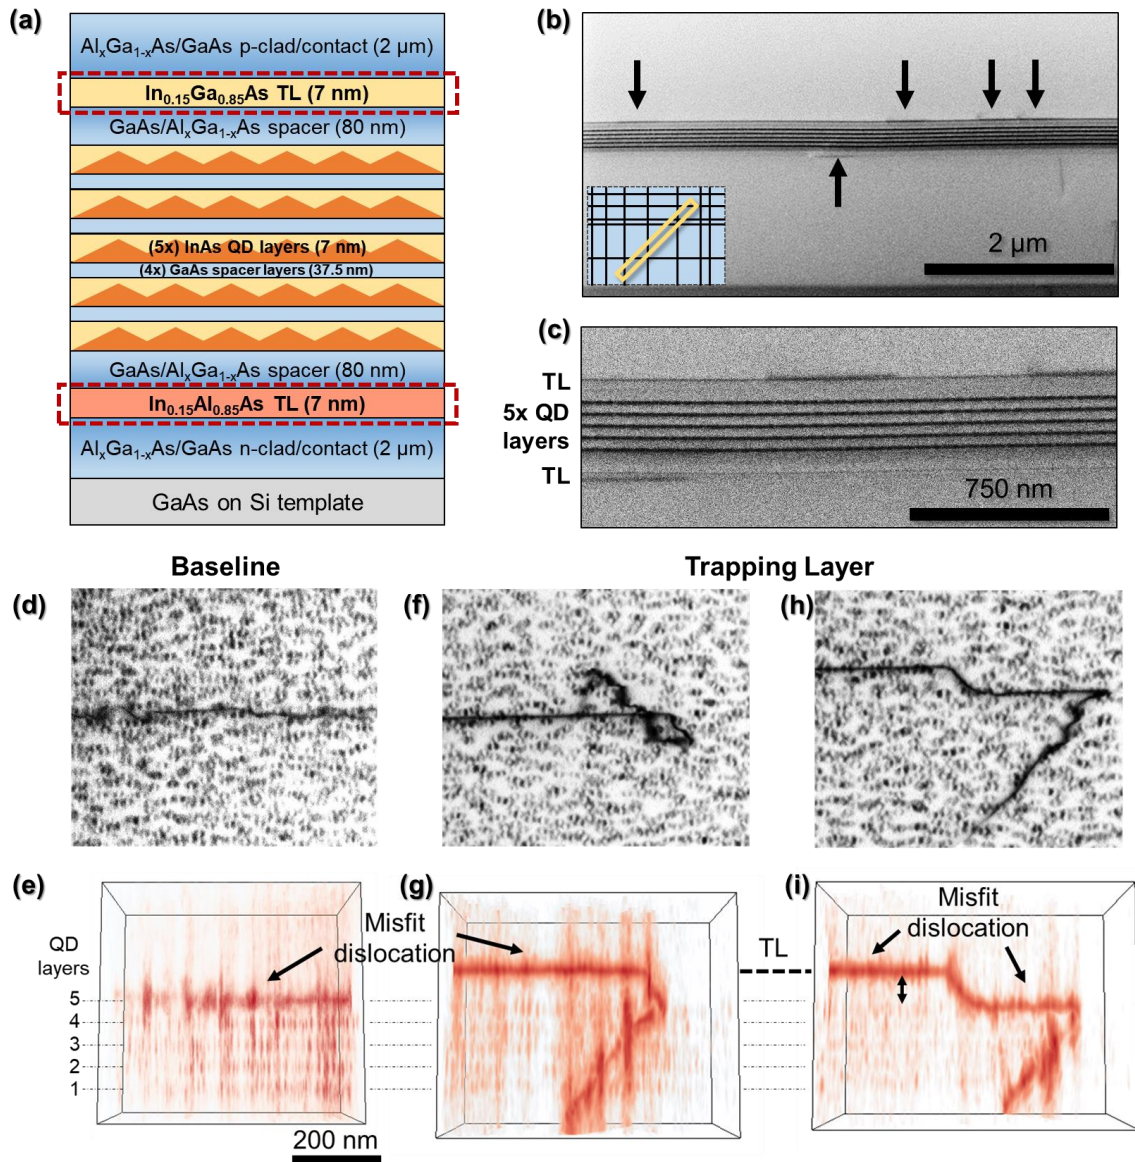 (a)
AlₓGa₁₋ₓAs/GaAs p-clad/contact (2 µm)
In₀.₁₅Ga₀.₈₅As TL (7 nm)
GaAs/AlₓGa₁₋ₓAs spacer (80 nm)
(5x) InAs QD layers (7 nm)
(4x) GaAs spacer layers (37.5 nm)
GaAs/AlₓGa₁₋ₓAs spacer (80 nm)
In₀.₁₅Al₀.₈₅As TL (7 nm)
AlₓGa₁₋ₓAs/GaAs n-clad/contact (2 µm)
GaAs on Si template
(b)
2 µm
(c)
TL
5x QD
layers
TL
750 nm
Baseline
Trapping Layer
(d)
(f)
(h)
(e)
(g)
(i)
QD
layers
5
4
3
2
1
Misfit
dislocation
TL
Misfit
dislocation
200 nm